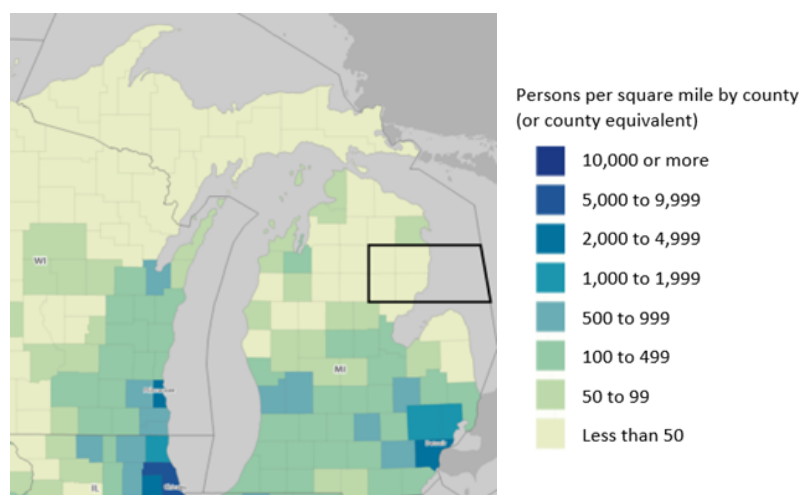 Persons per square mile by county
(or county equivalent)
10,000 or more
5,000 to 9,999
2,000 to 4,999
1,000 to 1,999
500 to 999
100 to 499
50 to 99
Less than 50
WI
MI
Detroit
IL